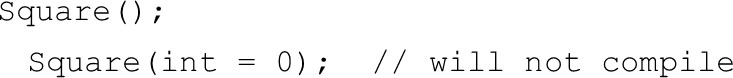 Square();
Square(int = 0);  // will not compile